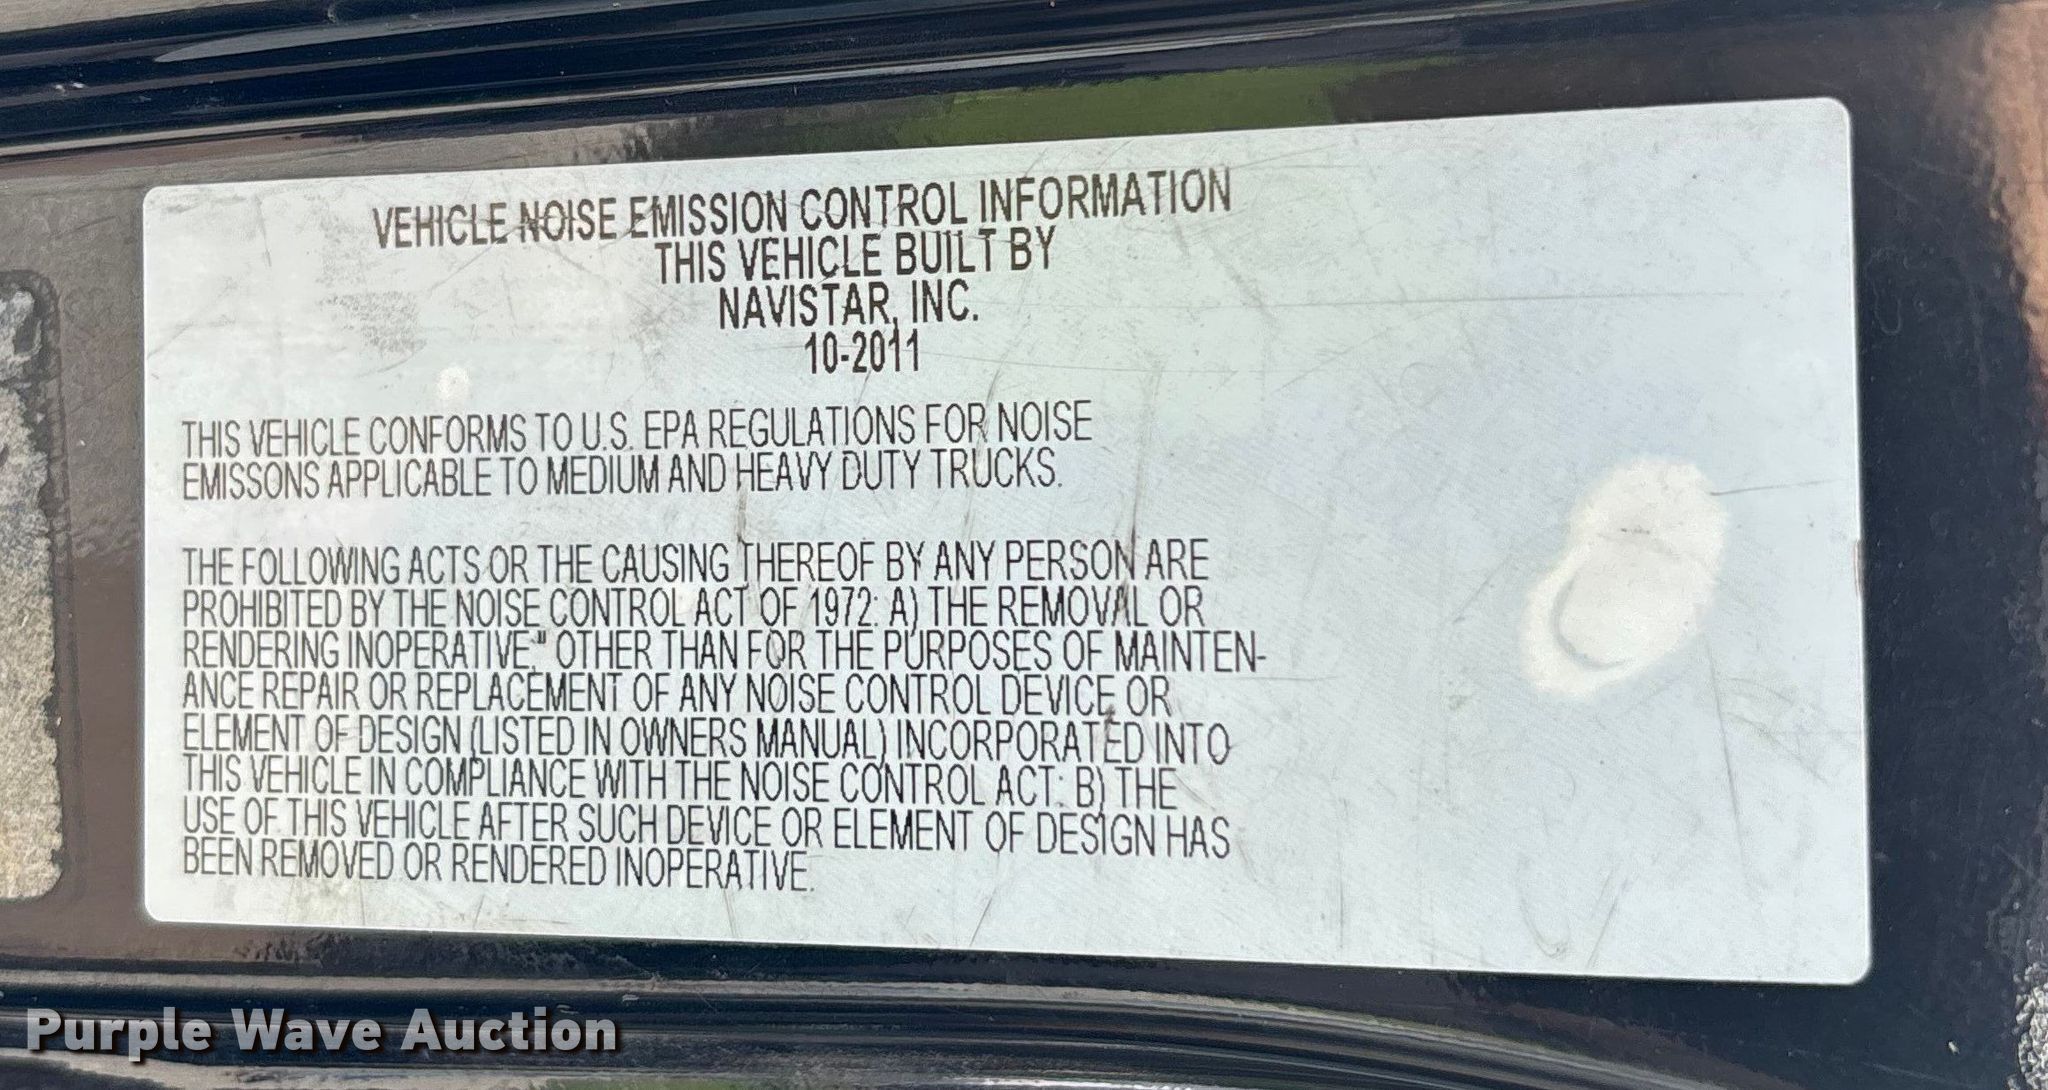 VEHICLE NOISE EMISSION CONTROL INFORMATION
THIS VEHICLE BUILT BY
NAVISTAR, INC.
10-2011
THIS VEHICLE CONFORMS TO U.S. EPA REGULATIONS FOR NOISE
EMISSONS APPLICABLE TO MEDIUM AND HEAVY DUTY TRUCKS.
THE FOLLOWING ACTS OR THE CAUSING THEREOF BY ANY PERSON ARE
PROHIBITED BY THE NOISE CONTROL ACT OF 1972: A) THE REMOVAL OR
RENDERING INOPERATIVE," OTHER THAN FOR THE PURPOSES OF MAINTEN-
ANCE REPAIR OR REPLACEMENT OF ANY NOISE CONTROL DEVICE OR
ELEMENT OF DESIGN (LISTED IN OWNERS MANUAL) INCORPORATED INTO
THIS VEHICLE IN COMPLIANCE WITH THE NOISE CONTROL ACT: B) THE
USE OF THIS VEHICLE AFTER SUCH DEVICE OR ELEMENT OF DESIGN HAS
BEEN REMOVED OR RENDERED INOPERATIVE.
Purple Wave Auction